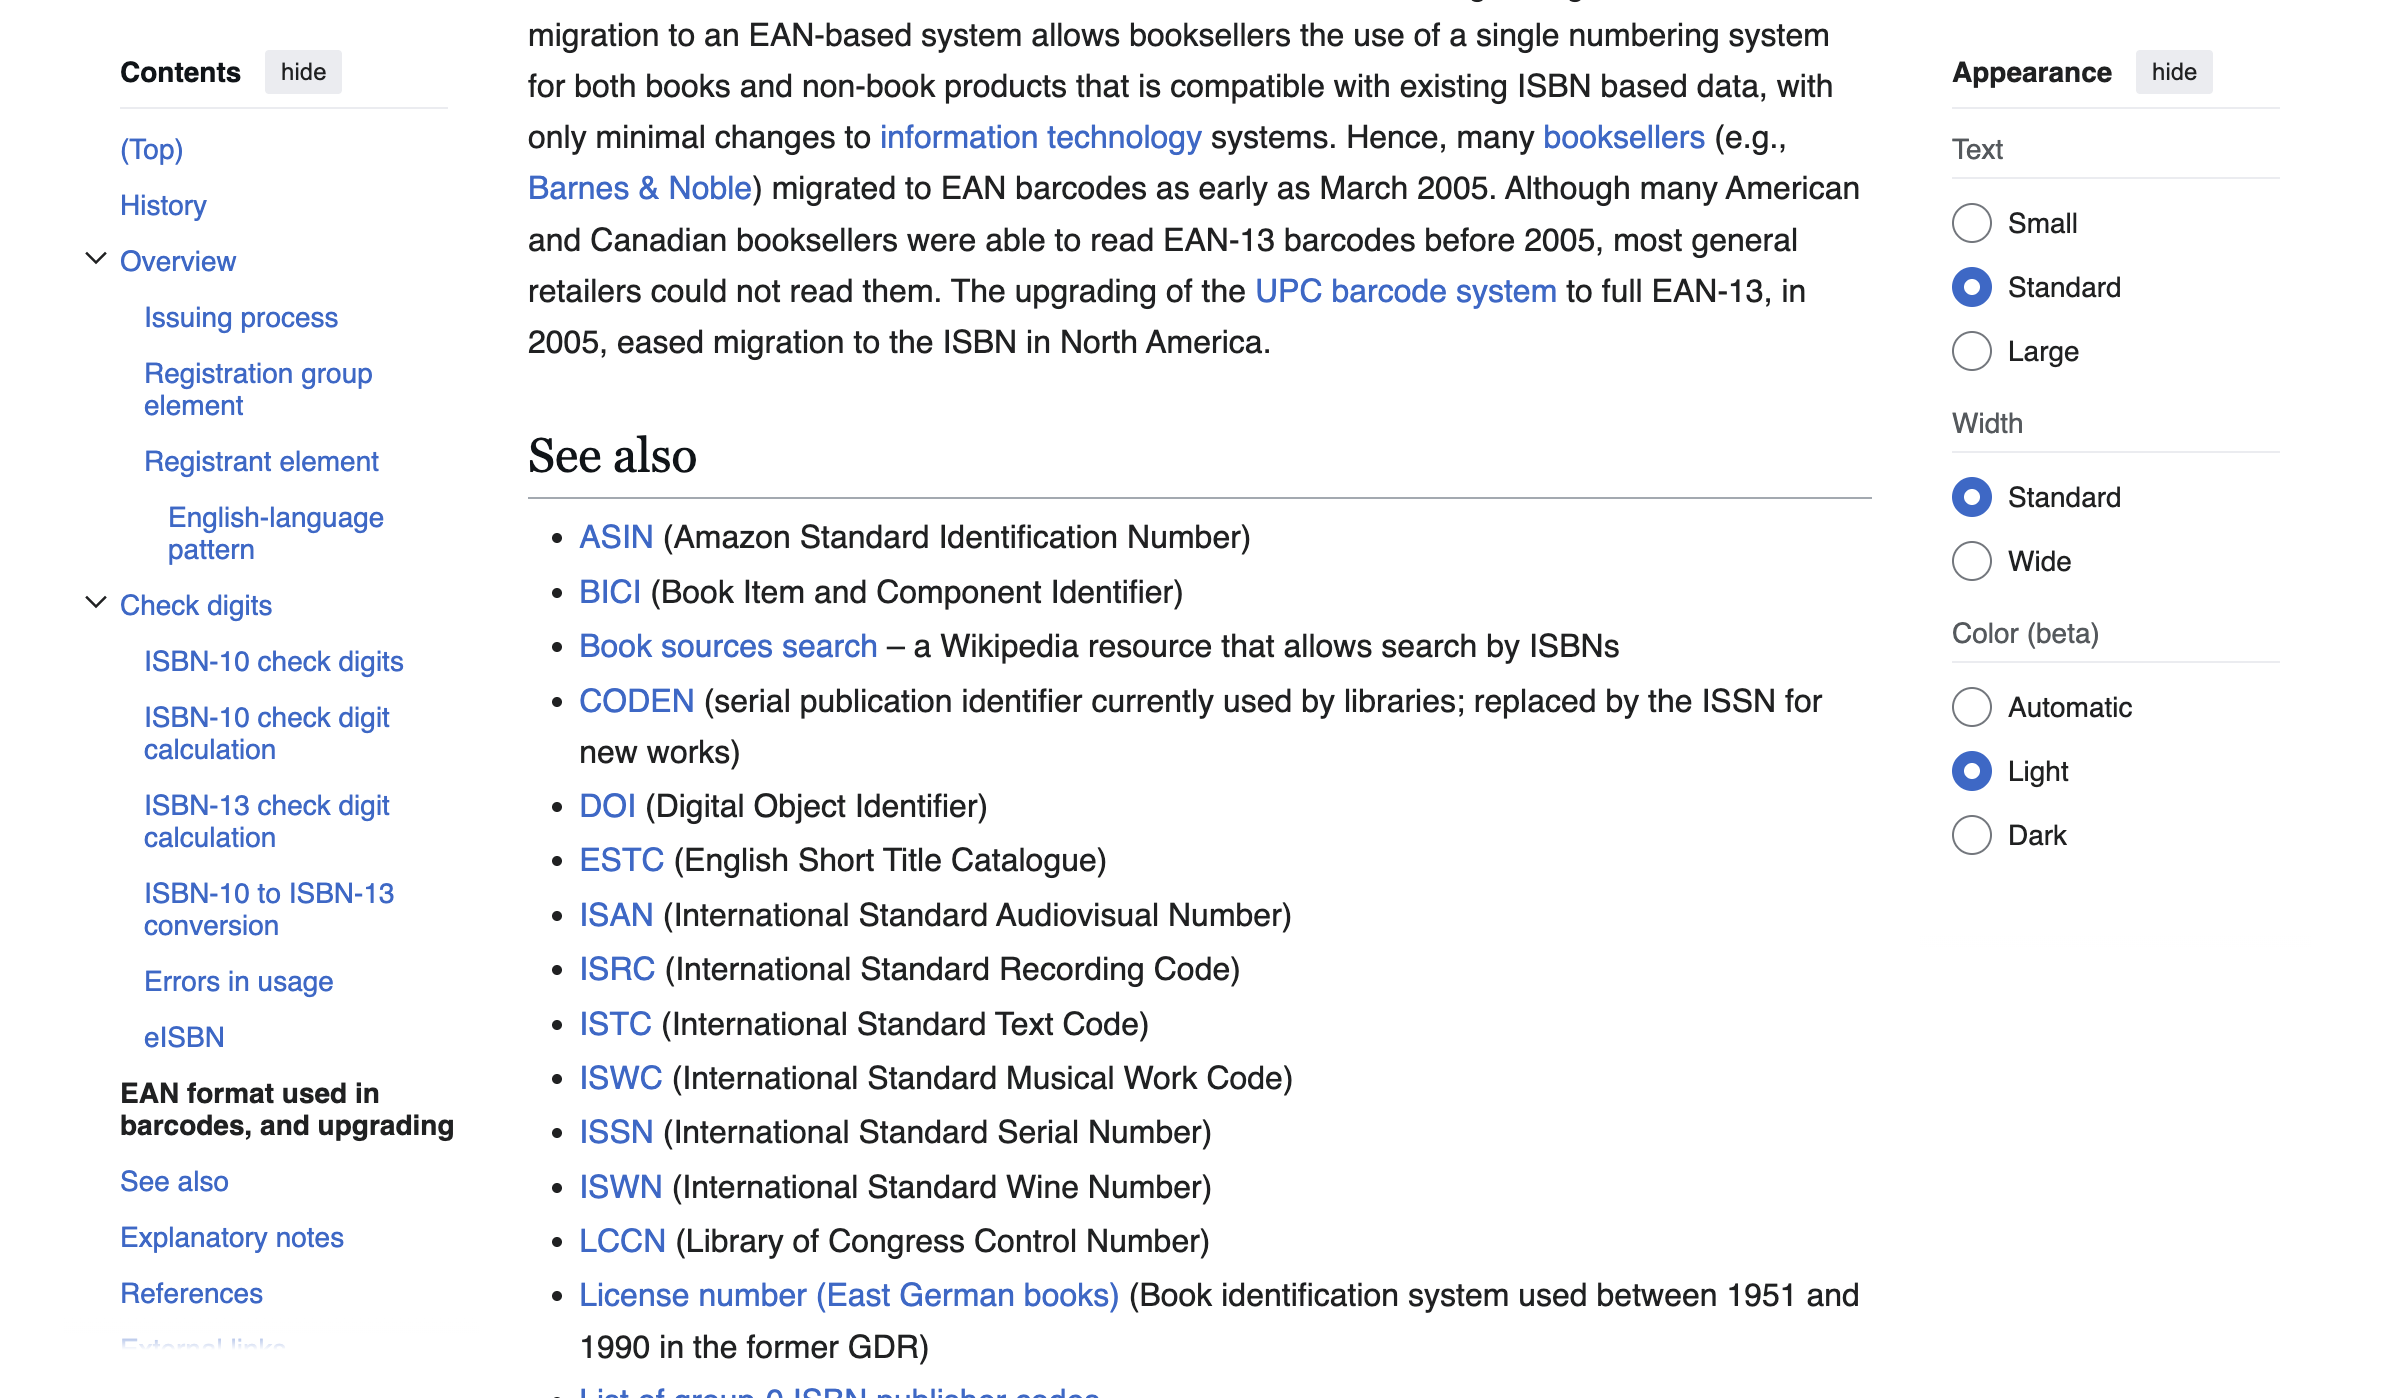 Contents hide
(Top)
History
Overview
Issuing process
Registration group
element
Registrant element
English-language
pattern
Check digits
ISBN-10 check digits
ISBN-10 check digit
calculation
ISBN-13 check digit
calculation
ISBN-10 to ISBN-13
conversion
Errors in usage
eISBN
EAN format used in
barcodes, and upgrading
See also
Explanatory notes
References
External links
migration to an EAN-based system allows booksellers the use of a single numbering system
for both books and non-book products that is compatible with existing ISBN based data, with
only minimal changes to information technology systems. Hence, many booksellers (e.g.,
Barnes & Noble) migrated to EAN barcodes as early as March 2005. Although many American
and Canadian booksellers were able to read EAN-13 barcodes before 2005, most general
retailers could not read them. The upgrading of the UPC barcode system to full EAN-13, in
2005, eased migration to the ISBN in North America.
See also
• ASIN (Amazon Standard Identification Number)
• BICI (Book Item and Component Identifier)
• Book sources search – a Wikipedia resource that allows search by ISBNs
• CODEN (serial publication identifier currently used by libraries; replaced by the ISSN for
new works)
• DOI (Digital Object Identifier)
• ESTC (English Short Title Catalogue)
• ISAN (International Standard Audiovisual Number)
• ISRC (International Standard Recording Code)
• ISTC (International Standard Text Code)
• ISWC (International Standard Musical Work Code)
• ISSN (International Standard Serial Number)
• ISWN (International Standard Wine Number)
• LCCN (Library of Congress Control Number)
• License number (East German books) (Book identification system used between 1951 and
1990 in the former GDR)
• List of group-0 ISBN publisher codes
Appearance hide
Text
Small
Standard
Large
Width
Standard
Wide
Color (beta)
Automatic
Light
Dark